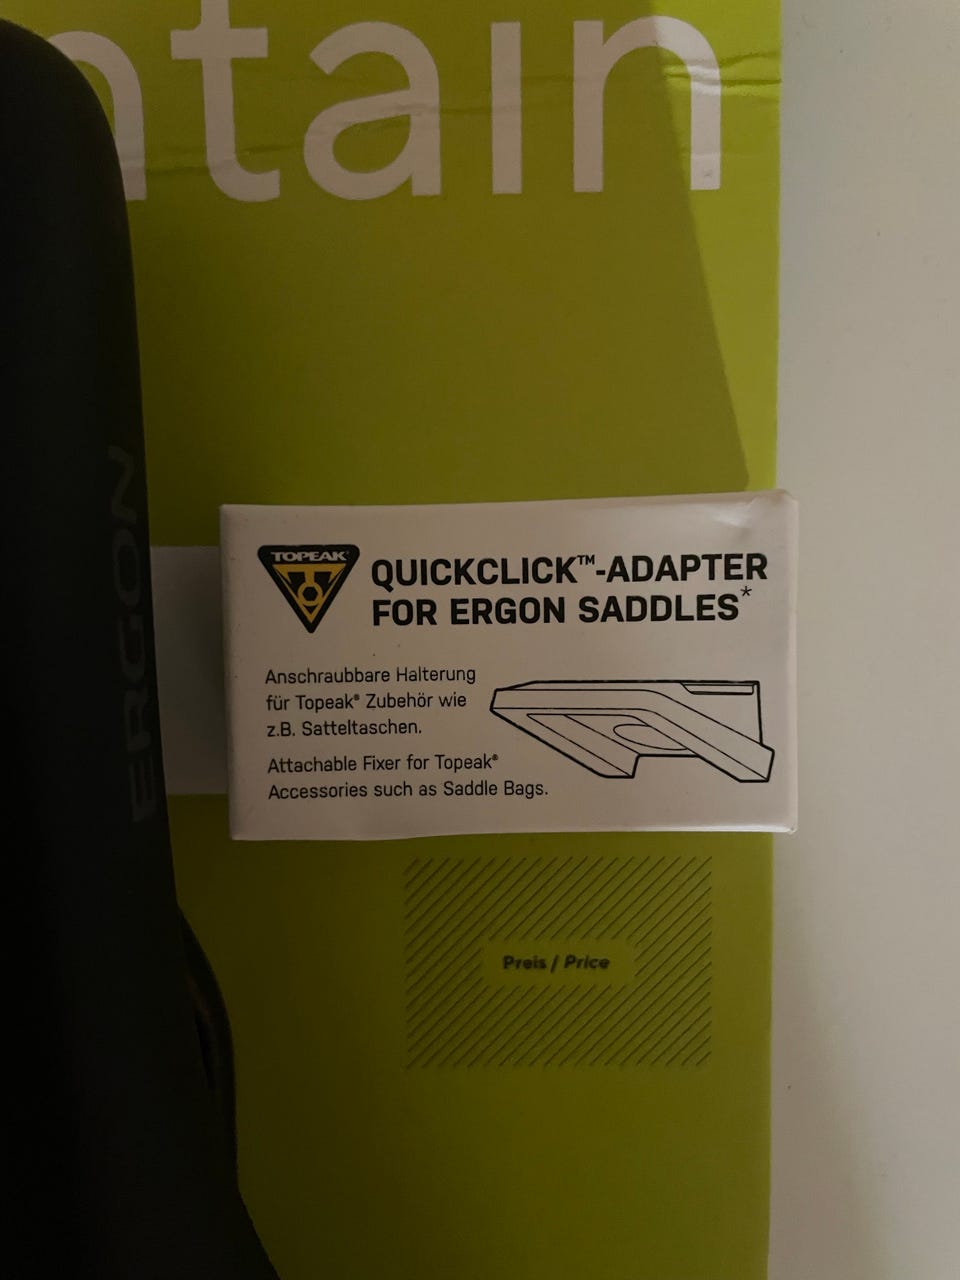 ntain
ERGON
TOPEAK®
QUICKCLICK™-ADAPTER
FOR ERGON SADDLES*
Anschraubbare Halterung
für Topeak® Zubehör wie
z.B. Satteltaschen.
Attachable Fixer for Topeak®
Accessories such as Saddle Bags.
Preis / Price